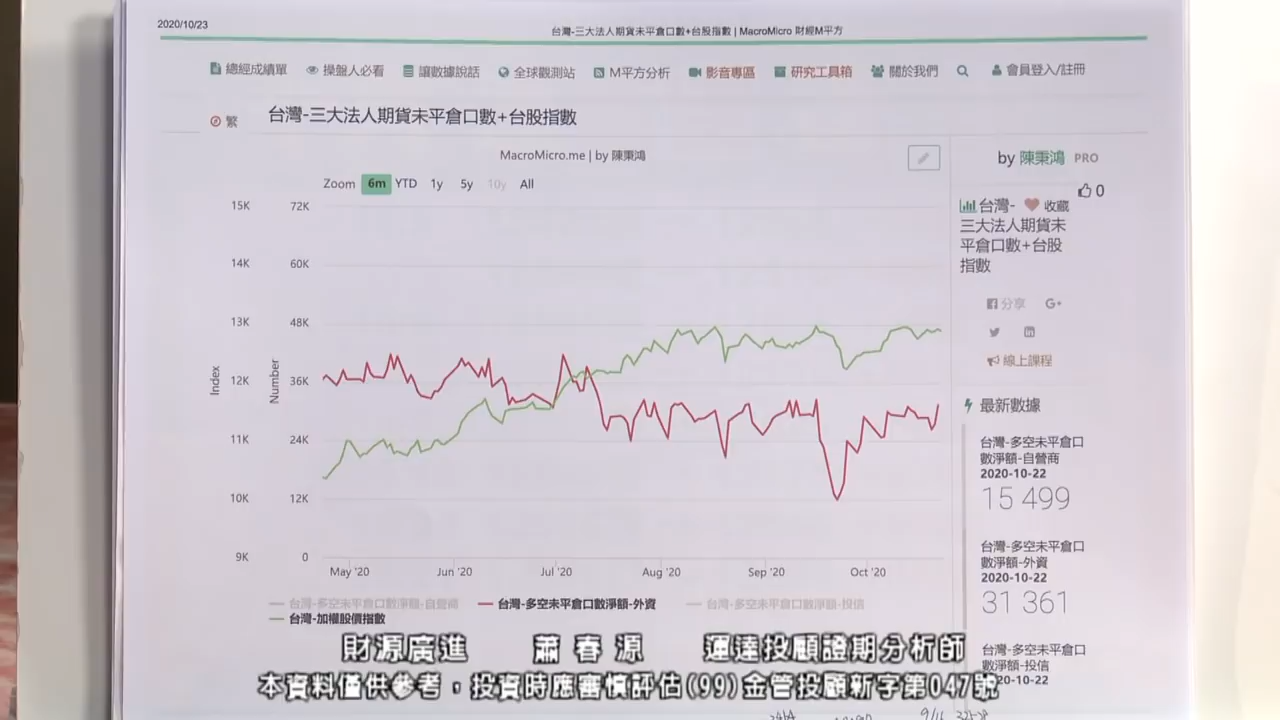 2020/10/23
台灣-三大法人期貨未平倉口數+台股指數 | MacroMicro 財經M平方
總經成績單 操盤人必看 讓數據說話 全球觀測站 M平方分析 影音專區 研究工具箱 關於我們 會員登入/註冊
繁
台灣-三大法人期貨未平倉口數+台股指數
MacroMicro.me | by 陳秉鴻
Zoom 6m YTD 1y 5y 10y All
15K 72K
14K 60K
13K 48K
12K 36K
11K 24K
10K 12K
9K 0
Index
Number
May '20 Jun '20 Jul '20 Aug '20 Sep '20 Oct '20
台灣-多空未平倉口數淨額-自營商 台灣-多空未平倉口數淨額-外資 台灣-多空未平倉口數淨額-投信
台灣-加權股價指數
by 陳秉鴻 PRO
0
台灣- 收藏
三大法人期貨未
平倉口數+台股
指數
分享 G+
線上課程
最新數據
台灣-多空未平倉口
數淨額-自營商
2020-10-22
15 499
台灣-多空未平倉口
數淨額-外資
2020-10-22
31 361
台灣-多空未平倉口
數淨額-投信
2020-10-22
財源廣進 蕭春源 運達投顧證期分析師
本資料僅供參考，投資時應審慎評估(99)金管投顧新字第047號